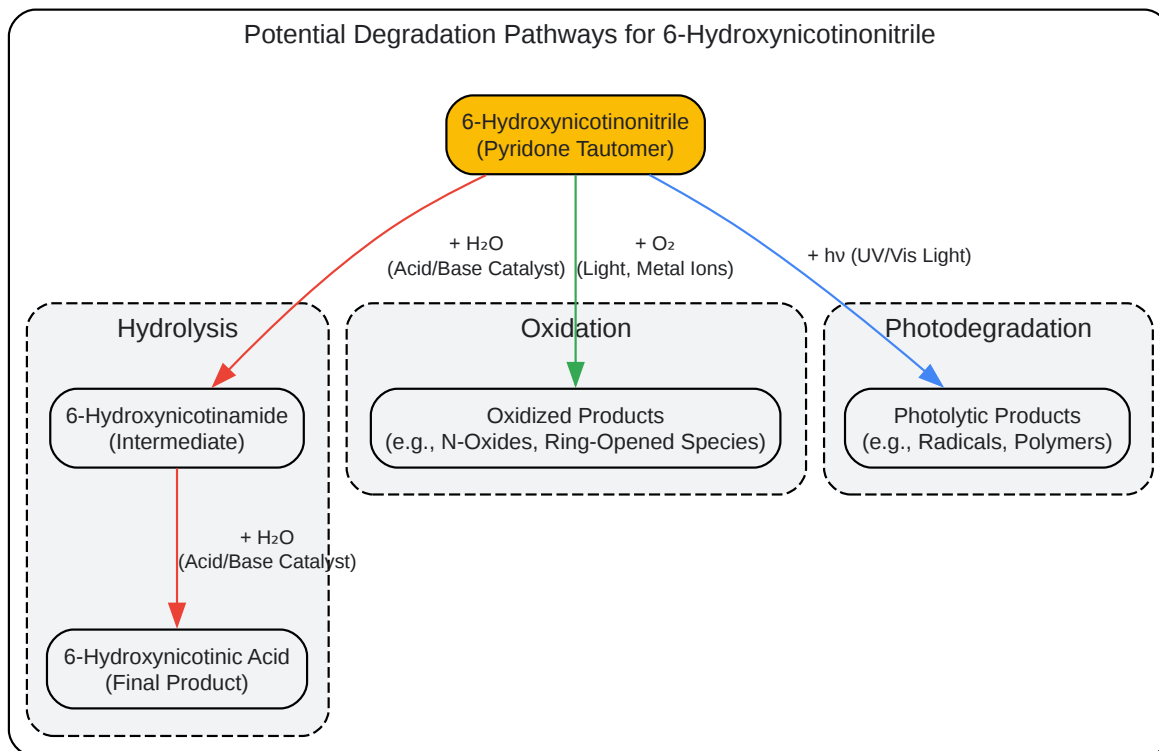 Potential Degradation Pathways for 6-Hydroxynicotinonitrile
6-Hydroxynicotinonitrile
(Pyridone Tautomer)
+ H₂O
(Acid/Base Catalyst)
+ O₂
(Light, Metal Ions)
+ hν (UV/Vis Light)
Hydrolysis
Oxidation
Photodegradation
6-Hydroxynicotinamide
(Intermediate)
Oxidized Products
(e.g., N-Oxides, Ring-Opened Species)
Photolytic Products
(e.g., Radicals, Polymers)
+ H₂O
(Acid/Base Catalyst)
6-Hydroxynicotinic Acid
(Final Product)